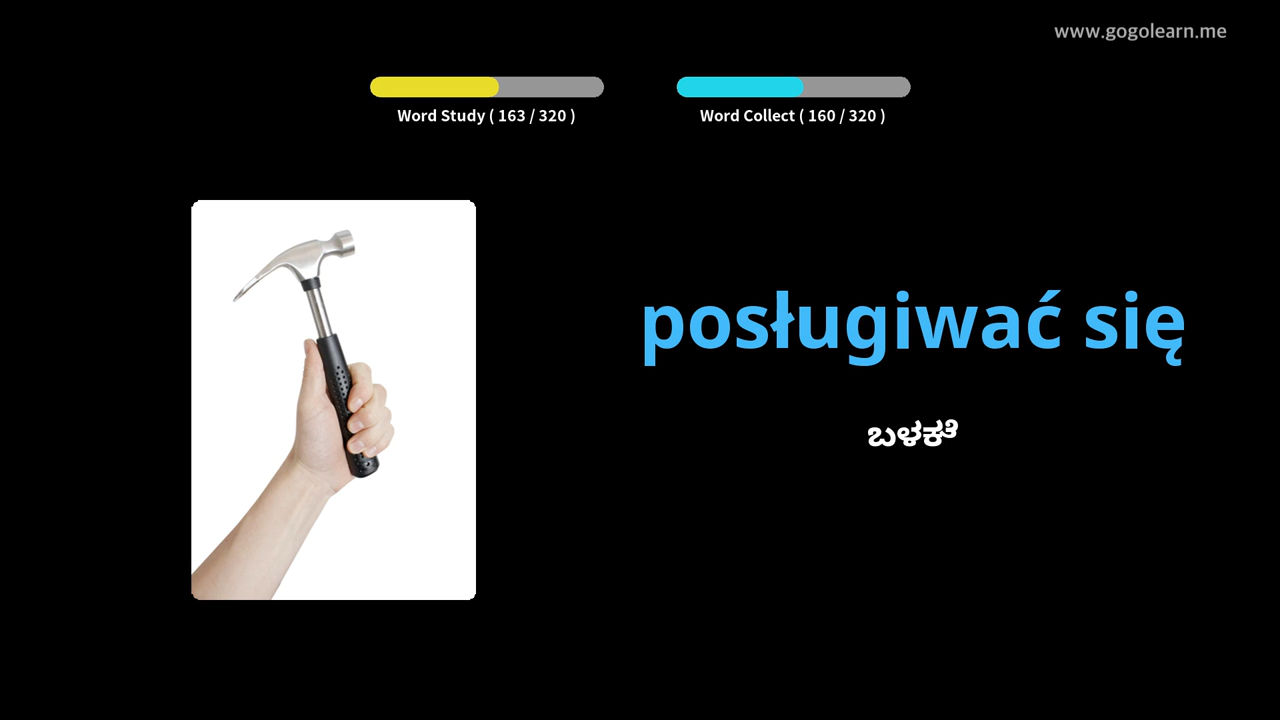 www.gogolearn.me
Word Study ( 163 / 320 )
Word Collect ( 160 / 320 )
posługiwać się
ಬಳಕೆ